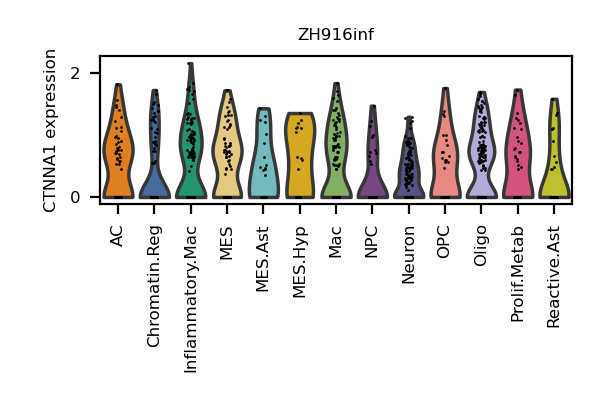 ZH916inf
CTNNA1 expression
2
0
AC
Chromatin.Reg
Inflammatory.Mac
MES
MES.Ast
MES.Hyp
Mac
NPC
Neuron
OPC
Oligo
Prolif.Metab
Reactive.Ast